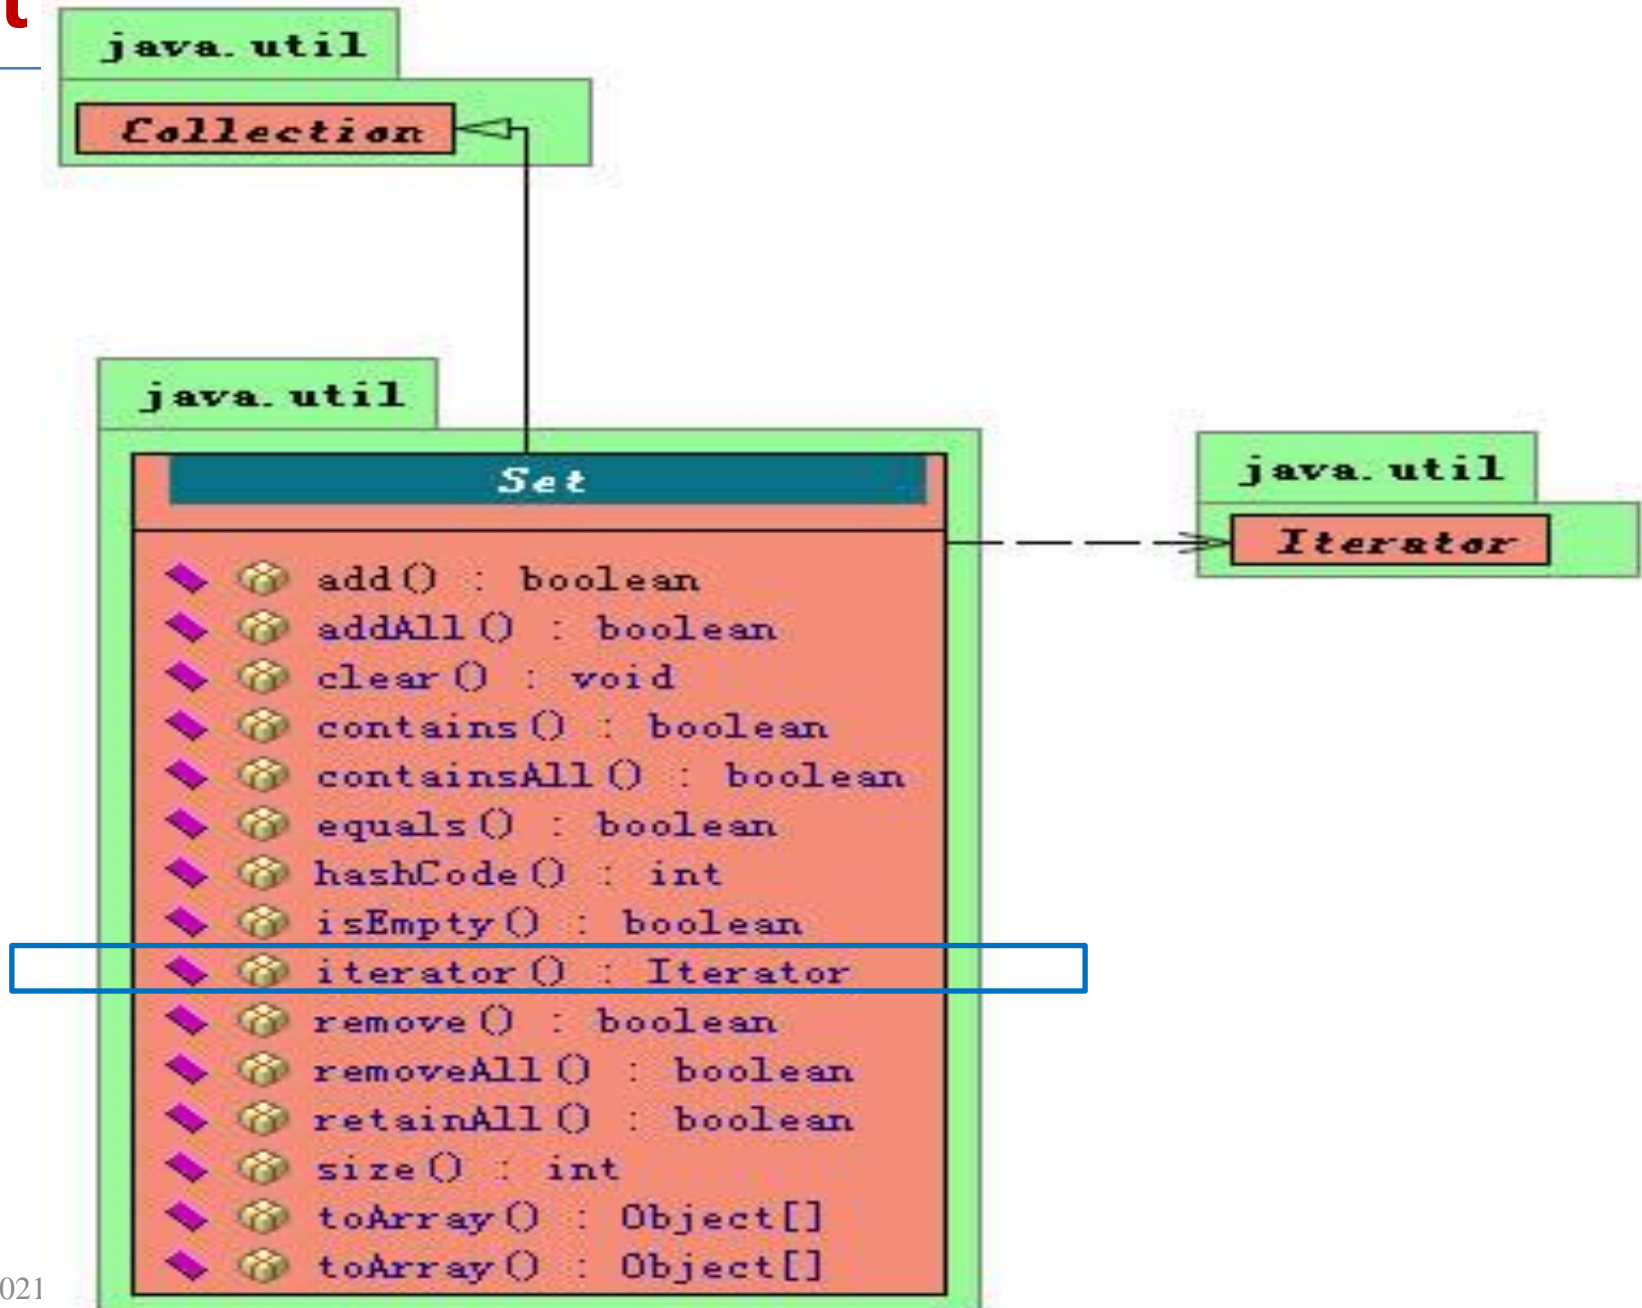 t
java.util
Collection
java.util
Set
java.util
Iterator
add() : boolean
addAll() : boolean
clear() : void
contains() : boolean
containsAll() : boolean
equals() : boolean
hashCode() : int
isEmpty() : boolean
iterator() : Iterator
remove() : boolean
removeAll() : boolean
retainAll() : boolean
size() : int
toArray() : Object[]
toArray() : Object[]
021